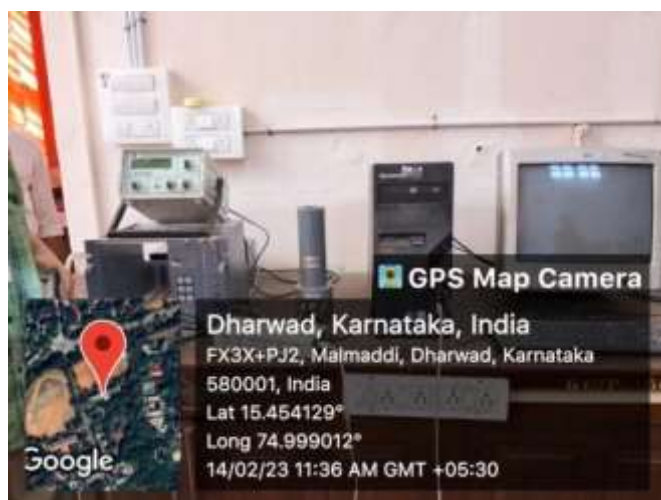 GPS Map Camera
Dharwad, Karnataka, India
FX3X+PJ2, Malmaddi, Dharwad, Karnataka
580001, India
Lat 15.454129°
Long 74.999012°
14/02/23 11:36 AM GMT +05:30
Google